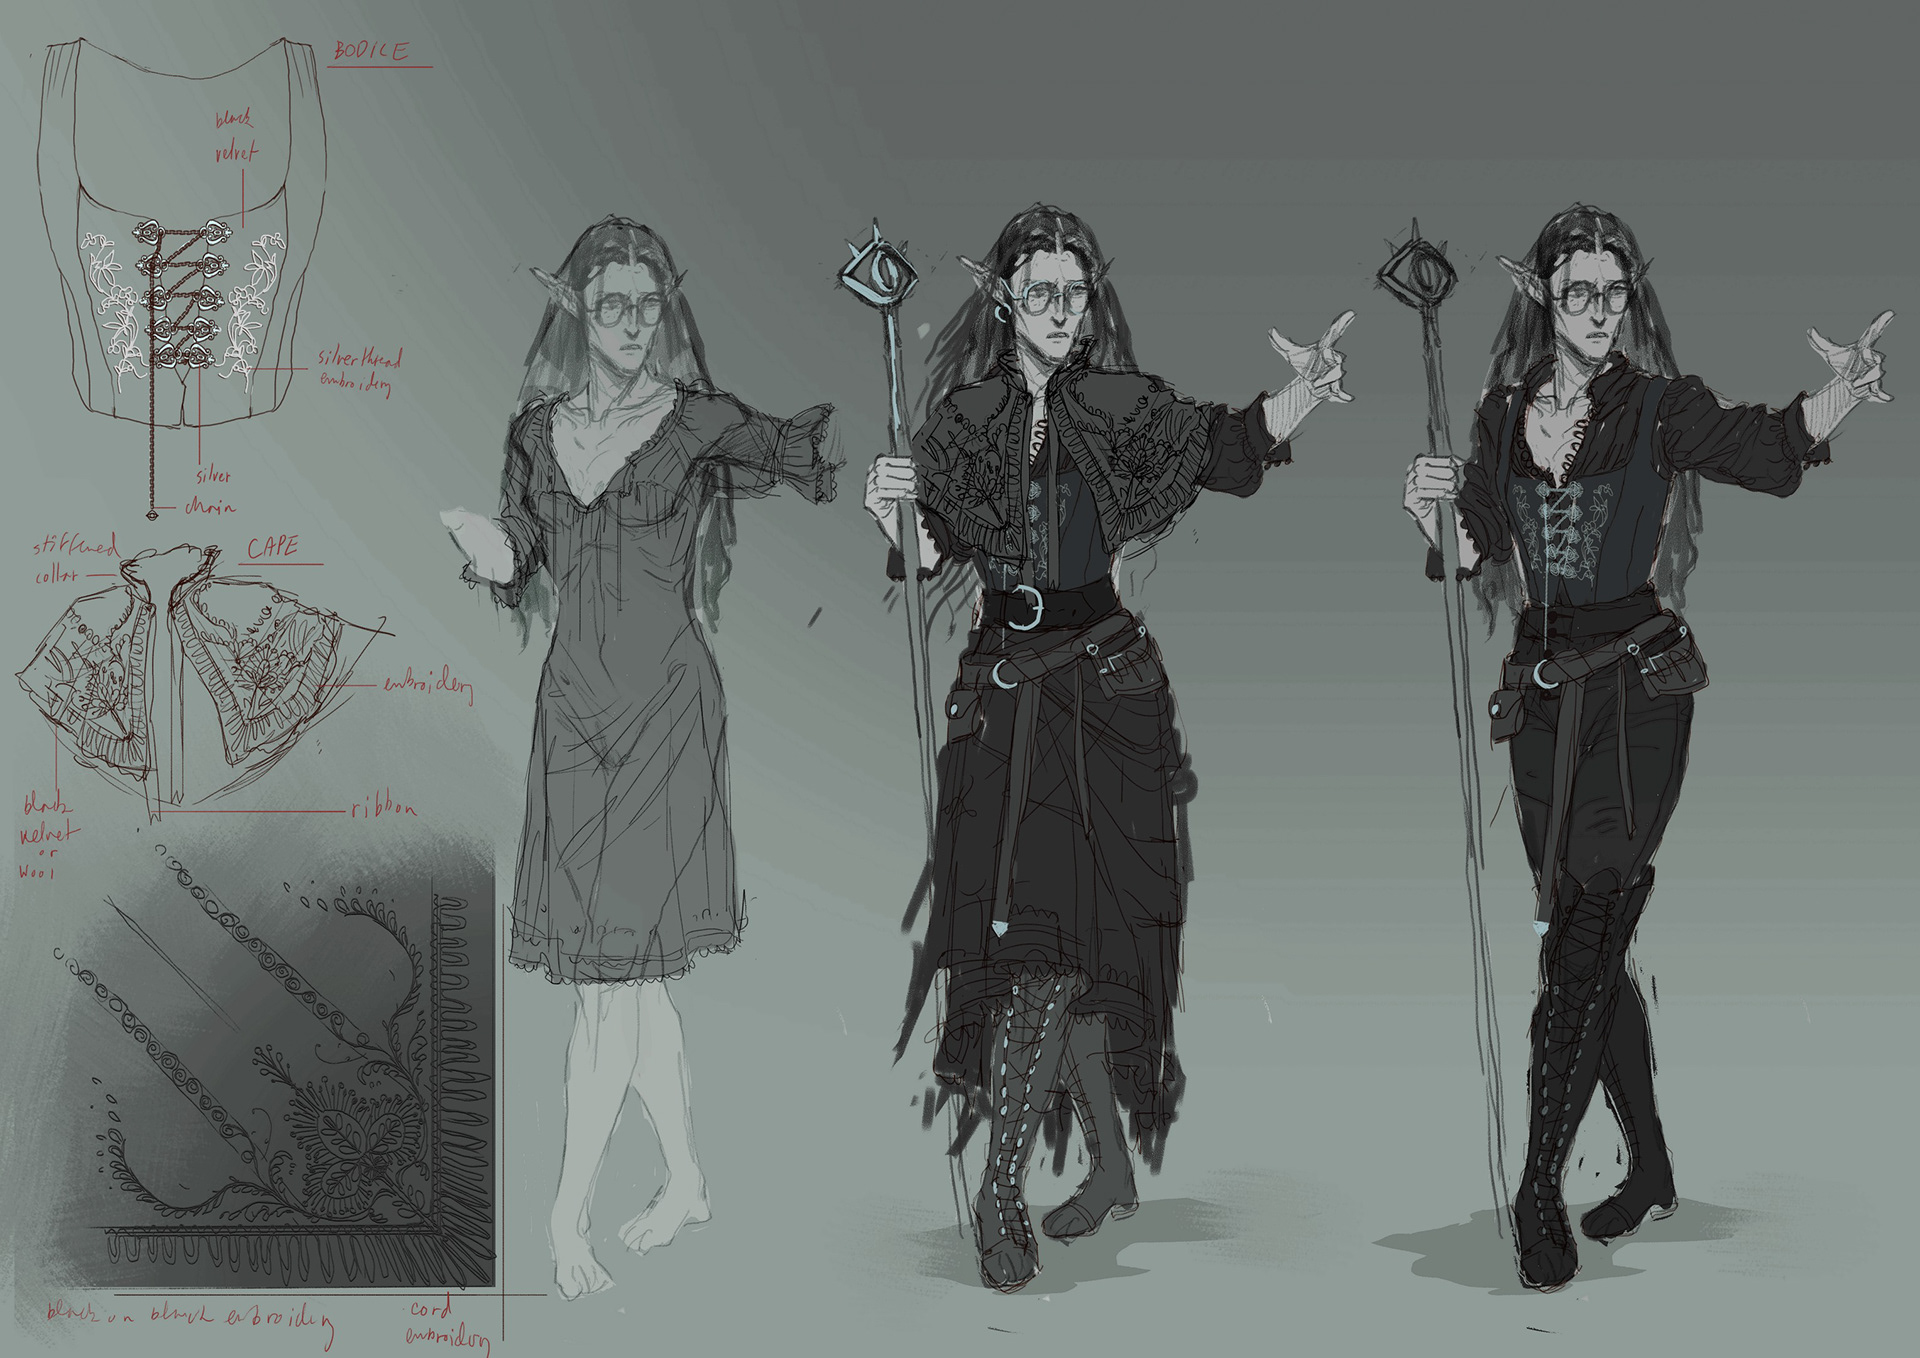 BODICE
black
velvet
silver thread
embroidery
silver
chain
stiffened
collar
CAPE
embroidery
black
velvet
or
wool
ribbon
black on black embroidery
cord
embroidery